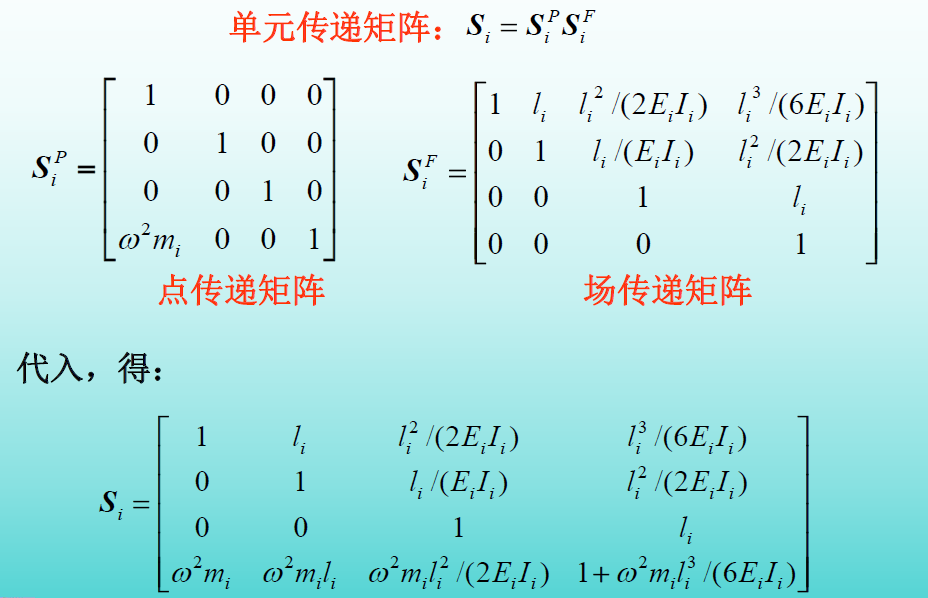 单元传递矩阵： $\boldsymbol{S}_i = \boldsymbol{S}_i^P \boldsymbol{S}_i^F$
$\boldsymbol{S}_i^P = \begin{bmatrix} 1 & 0 & 0 & 0 \\ 0 & 1 & 0 & 0 \\ 0 & 0 & 1 & 0 \\ \omega^2 m_i & 0 & 0 & 1 \end{bmatrix}$ $\boldsymbol{S}_i^F = \begin{bmatrix} 1 & l_i & l_i^2/(2E_iI_i) & l_i^3/(6E_iI_i) \\ 0 & 1 & l_i/(E_iI_i) & l_i^2/(2E_iI_i) \\ 0 & 0 & 1 & l_i \\ 0 & 0 & 0 & 1 \end{bmatrix}$
点传递矩阵 场传递矩阵
代入，得：
$\boldsymbol{S}_i = \begin{bmatrix} 1 & l_i & l_i^2/(2E_iI_i) & l_i^3/(6E_iI_i) \\ 0 & 1 & l_i/(E_iI_i) & l_i^2/(2E_iI_i) \\ 0 & 0 & 1 & l_i \\ \omega^2 m_i & \omega^2 m_i l_i & \omega^2 m_i l_i^2/(2E_iI_i) & 1+\omega^2 m_i l_i^3/(6E_iI_i) \end{bmatrix}$